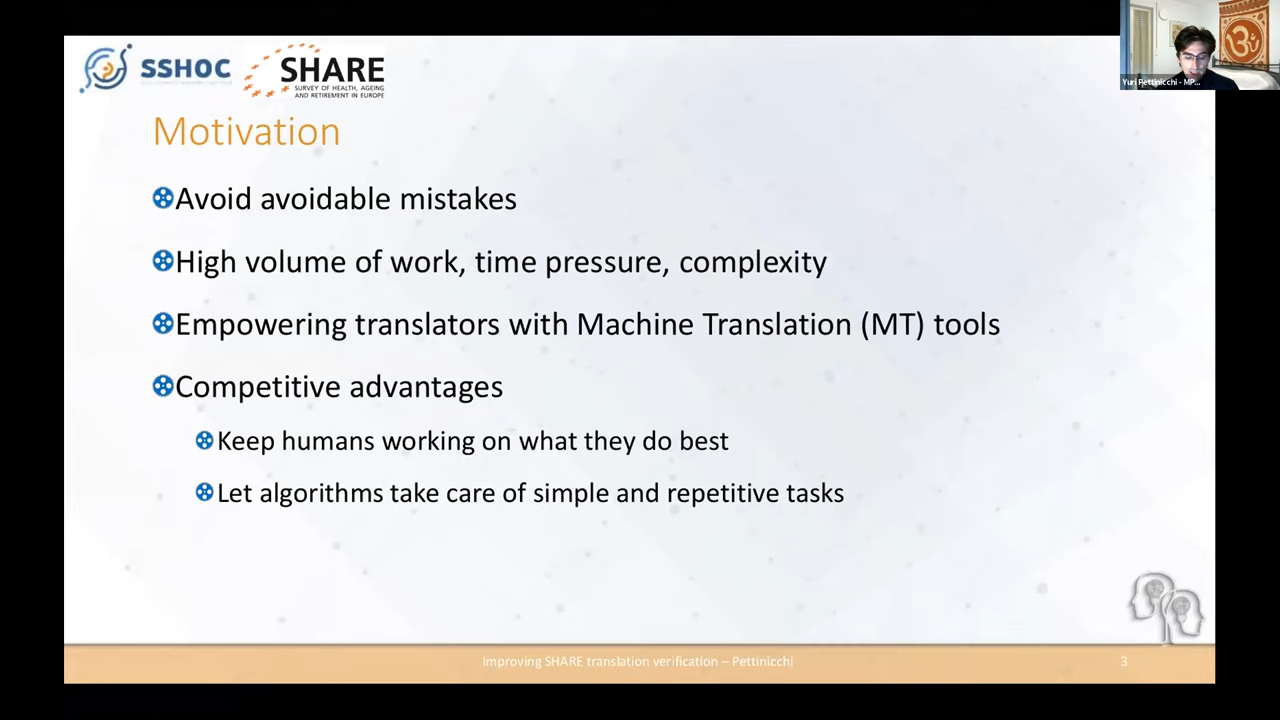 SSHOC
SHARE
SURVEY OF HEALTH, AGEING
AND RETIREMENT IN EUROPE
Yuri Pettinicchi - MP...
Motivation
Avoid avoidable mistakes
High volume of work, time pressure, complexity
Empowering translators with Machine Translation (MT) tools
Competitive advantages
Keep humans working on what they do best
Let algorithms take care of simple and repetitive tasks
Improving SHARE translation verification – Pettinicchi
3